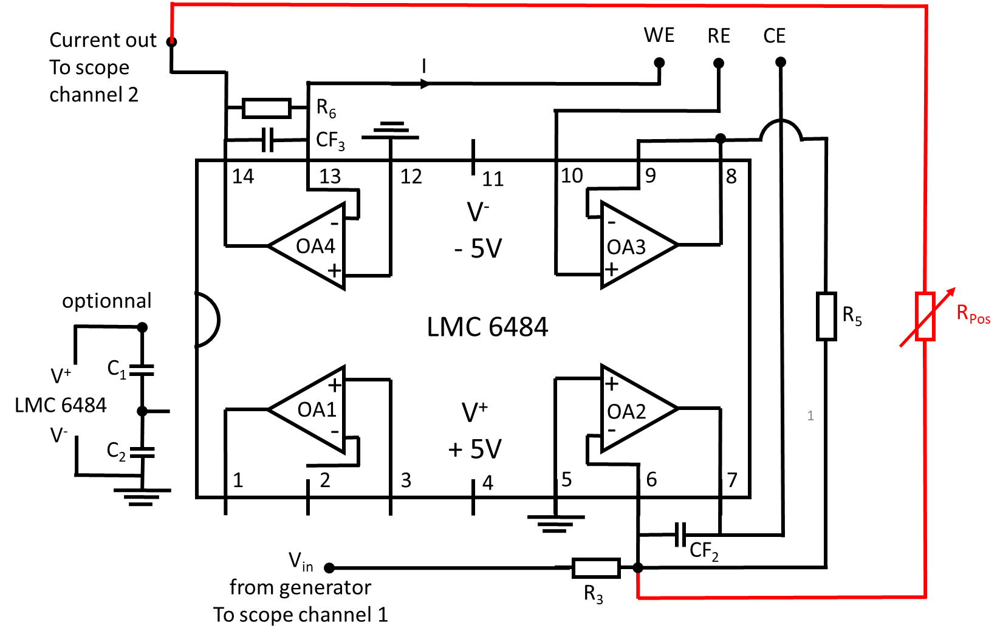 Current out
To scope
channel 2
WE
RE
CE
I
R6
CF3
14
13
12
11
10
9
8
V-
- 5V
-
OA4
+
-
OA3
+
optionnal
V+
C1
LMC 6484
V-
C2
LMC 6484
R5
RPos
1
+
OA1
-
V+
+ 5V
+
OA2
-
1
2
3
4
5
6
7
CF2
Vin
from generator
To scope channel 1
R3